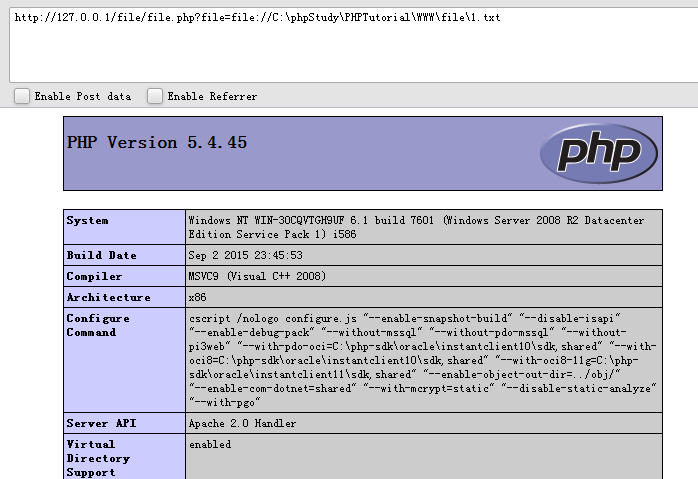 http://127.0.0.1/file/file.php?file=file://C:\phpStudy\PHPTutorial\WWW\file\1.txt
Enable Post data Enable Referrer
PHP Version 5.4.45
php
System
Windows NT WIN-3OCQVTGH9UF 6.1 build 7601 (Windows Server 2008 R2 Datacenter
Edition Service Pack 1) i586
Build Date
Sep 2 2015 23:45:53
Compiler
MSVC9 (Visual C++ 2008)
Architecture
x86
Configure
Command
cscript /nologo configure.js "--enable-snapshot-build" "--disable-isapi"
"--enable-debug-pack" "--without-mssql" "--without-pdo-mssql" "--without-
pi3web" "--with-pdo-oci=C:\php-sdk\oracle\instantclient10\sdk,shared" "--with-
oci8=C:\php-sdk\oracle\instantclient10\sdk,shared" "--with-oci8-11g=C:\php-
sdk\oracle\instantclient11\sdk,shared" "--enable-object-out-dir=../obj/"
"--enable-com-dotnet=shared" "--with-mcrypt=static" "--disable-static-analyze"
"--with-pgo"
Server API
Apache 2.0 Handler
Virtual
Directory
Support
enabled